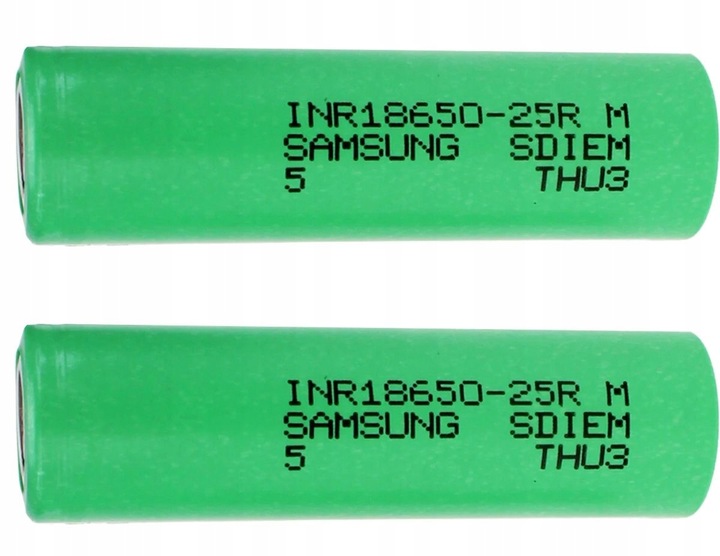 INR18650-25R M
SAMSUNG SDIEM
5 THU3
INR18650-25R M
SAMSUNG SDIEM
5 THU3